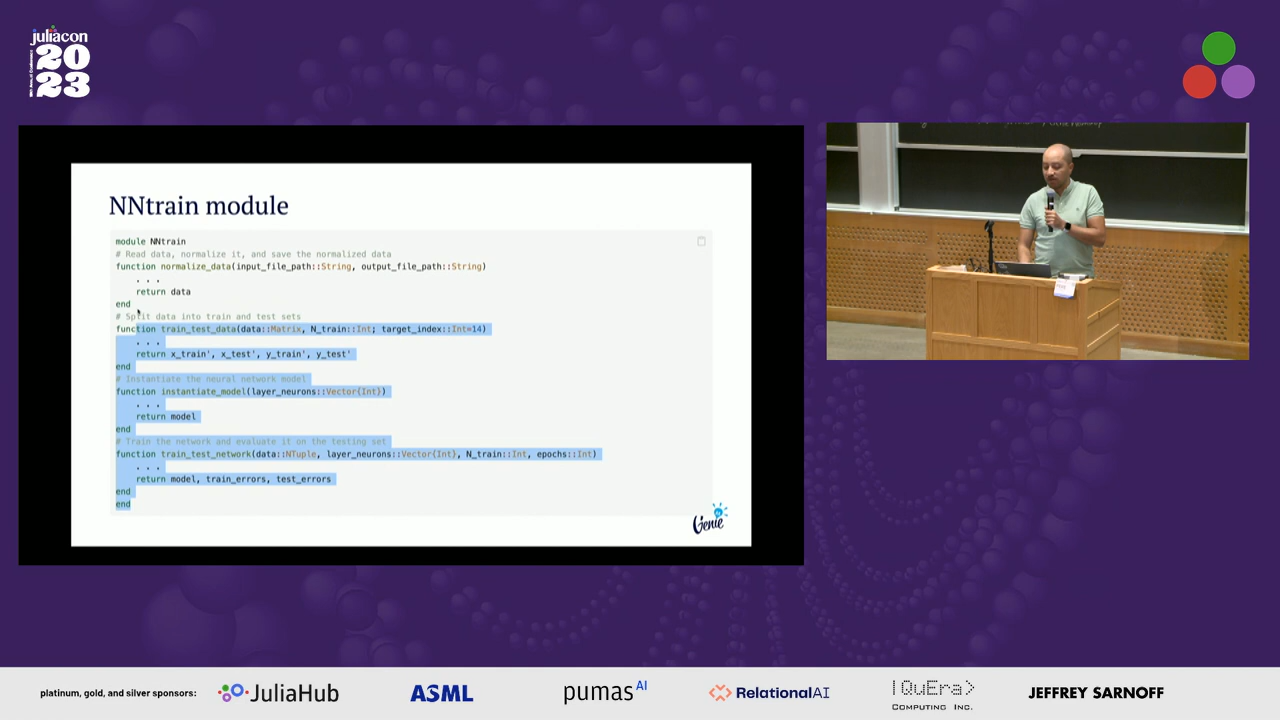 juliacon
20
23
NNtrain module
module NNtrain
# Read data, normalize it, and save the normalized data
function normalize_data(input_file_path::String, output_file_path::String)
. . .
return data
end
# Split data into train and test sets
function train_test_data(data::Matrix, N_train::Int; target_index::Int=14)
. . .
return x_train', x_test', y_train', y_test'
end
# Instantiate the neural network model
function instantiate_model(layer_neurons::Vector{Int})
. . .
return model
end
# Train the network and evaluate it on the testing set
function train_test_network(data::NTuple, layer_neurons::Vector{Int}, N_train::Int, epochs::Int)
. . .
return model, train_errors, test_errors
end
end
Genie
platinum, gold, and silver sponsors:
JuliaHub
ASML
pumas AI
RelationalAI
|QuEra>
COMPUTING INC.
JEFFREY SARNOFF